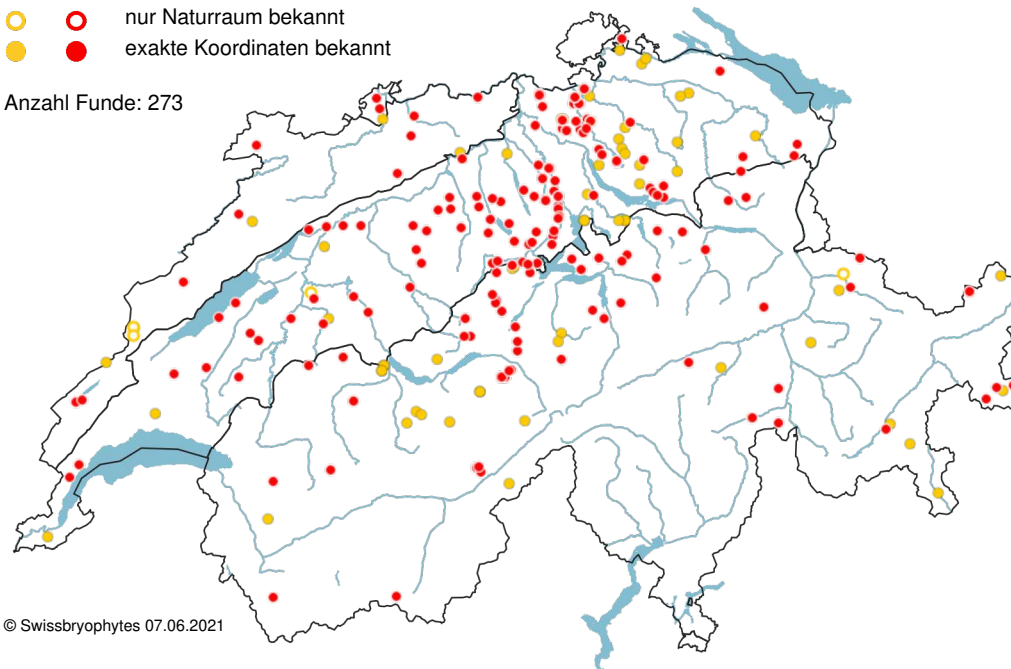 nur Naturraum bekannt
exakte Koordinaten bekannt
Anzahl Funde: 273
© Swissbryophytes 07.06.2021